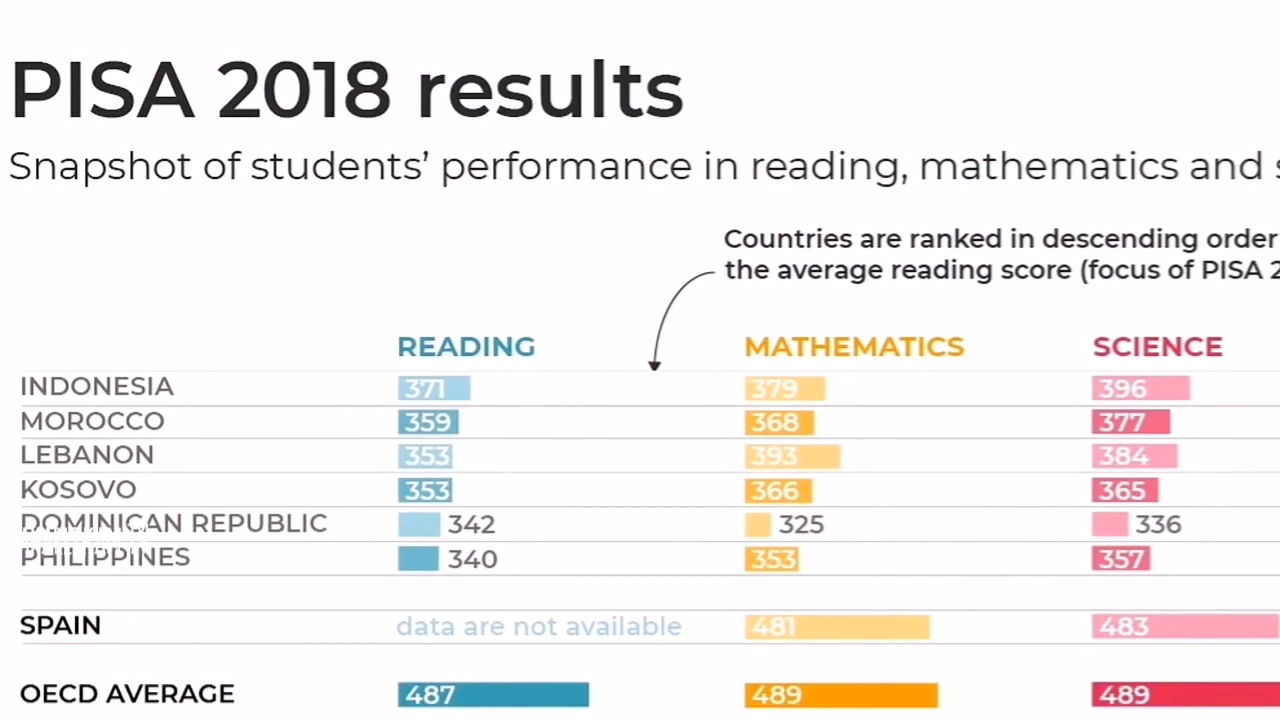 PISA 2018 results
Snapshot of students' performance in reading, mathematics and
Countries are ranked in descending order
the average reading score (focus of PISA
READING MATHEMATICS SCIENCE
INDONESIA 371 379 396
MOROCCO 359 368 377
LEBANON 353 393 384
KOSOVO 353 366 365
DOMINICAN REPUBLIC 342 325 336
PHILIPPINES 340 353 357
SPAIN data are not available 481 483
OECD AVERAGE 487 489 489